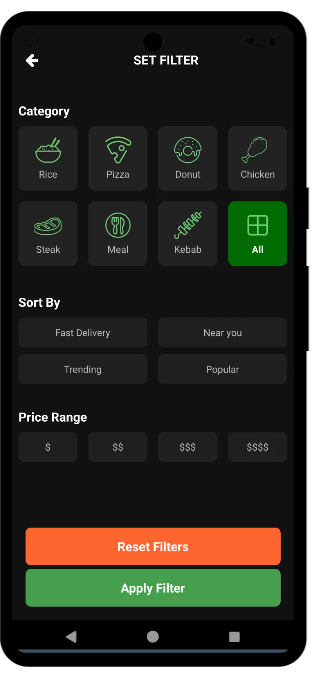 SET FILTER
Category
Rice Pizza Donut Chicken
Steak Meal Kebab All
Sort By
Fast Delivery Near you
Trending Popular
Price Range
$ $$ $$$ $$$$
Reset Filters
Apply Filter